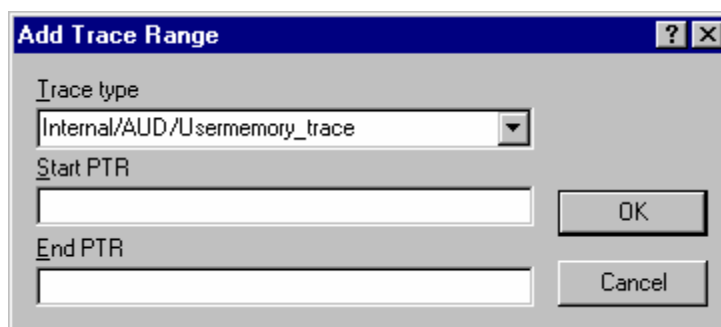 Add Trace Range
Trace type
Internal/AUD/Usermemory_trace
Start PTR
OK
End PTR
Cancel